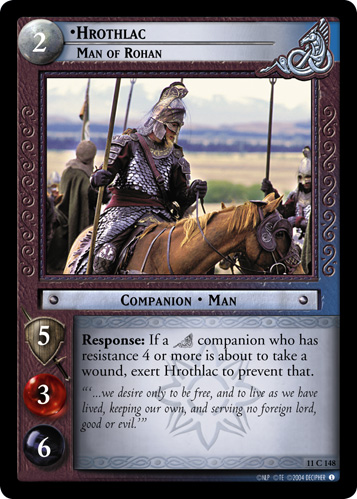 2
•Hrothlac
Man of Rohan
Companion • Man
5
3
6
Response: If a companion who has
resistance 4 or more is about to take a
wound, exert Hrothlac to prevent that.
“‘...we desire only to be free, and to live as we have
lived, keeping our own, and serving no foreign lord,
good or evil.’”
11 C 148
©NLP ™TE ©2004 DECIPHER